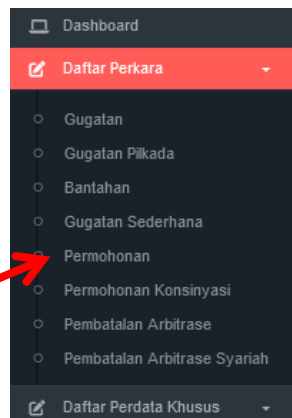 Dashboard
Daftar Perkara
Gugatan
Gugatan Pilkada
Bantahan
Gugatan Sederhana
Permohonan
Permohonan Konsinyasi
Pembatalan Arbitrase
Pembatalan Arbitrase Syariah
Daftar Perdata Khusus